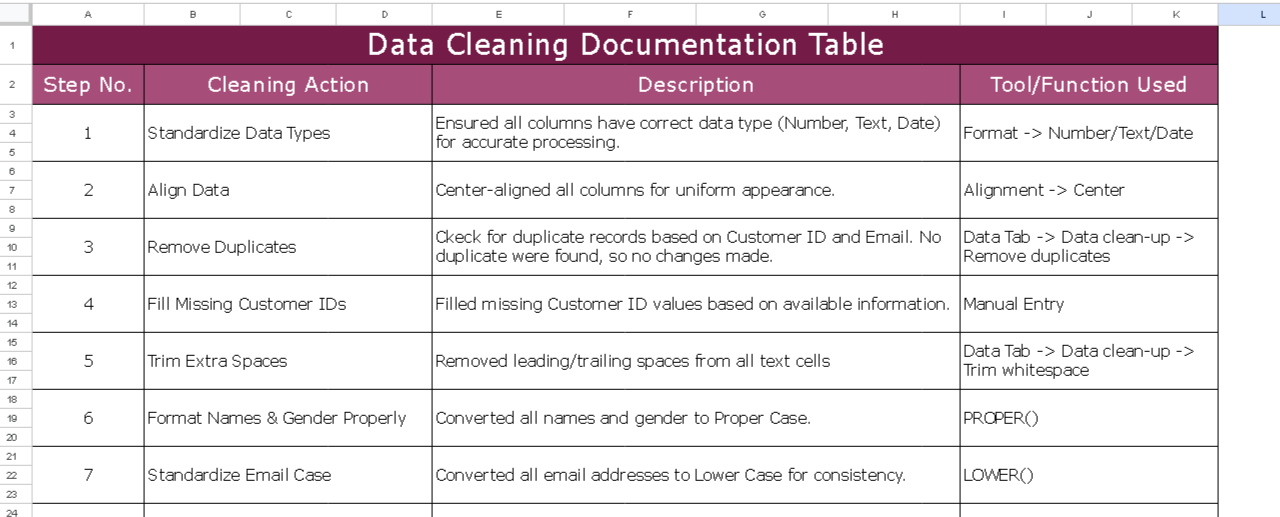 A B C D E F G H I J K L
1 Data Cleaning Documentation Table
2 Step No. Cleaning Action Description Tool/Function Used
3
4
5
1 Standardize Data Types
Ensured all columns have correct data type (Number, Text, Date)
for accurate processing.
Format -> Number/Text/Date
6
7
8
2 Align Data
Center-aligned all columns for uniform appearance.
Alignment -> Center
9
10
11
3 Remove Duplicates
Ckeck for duplicate records based on Customer ID and Email. No
duplicate were found, so no changes made.
Data Tab -> Data clean-up ->
Remove duplicates
12
13
14
4 Fill Missing Customer IDs
Filled missing Customer ID values based on available information.
Manual Entry
15
16
17
5 Trim Extra Spaces
Removed leading/trailing spaces from all text cells
Data Tab -> Data clean-up ->
Trim whitespace
18
19
20
6 Format Names & Gender Properly
Converted all names and gender to Proper Case.
PROPER()
21
22
23
7 Standardize Email Case
Converted all email addresses to Lower Case for consistency.
LOWER()
24